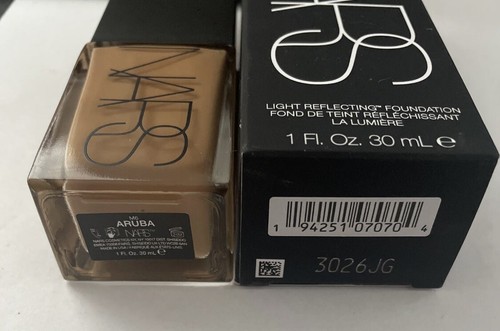 NARS
M6
ARUBA
NARS
1 Fl. Oz. 30 mL e
NARS
LIGHT REFLECTING™ FOUNDATION
FOND DE TEINT RÉFLÉCHISSANT
LA LUMIÈRE
1 Fl. Oz. 30 mL e
1 94251 07070 4
3026JG